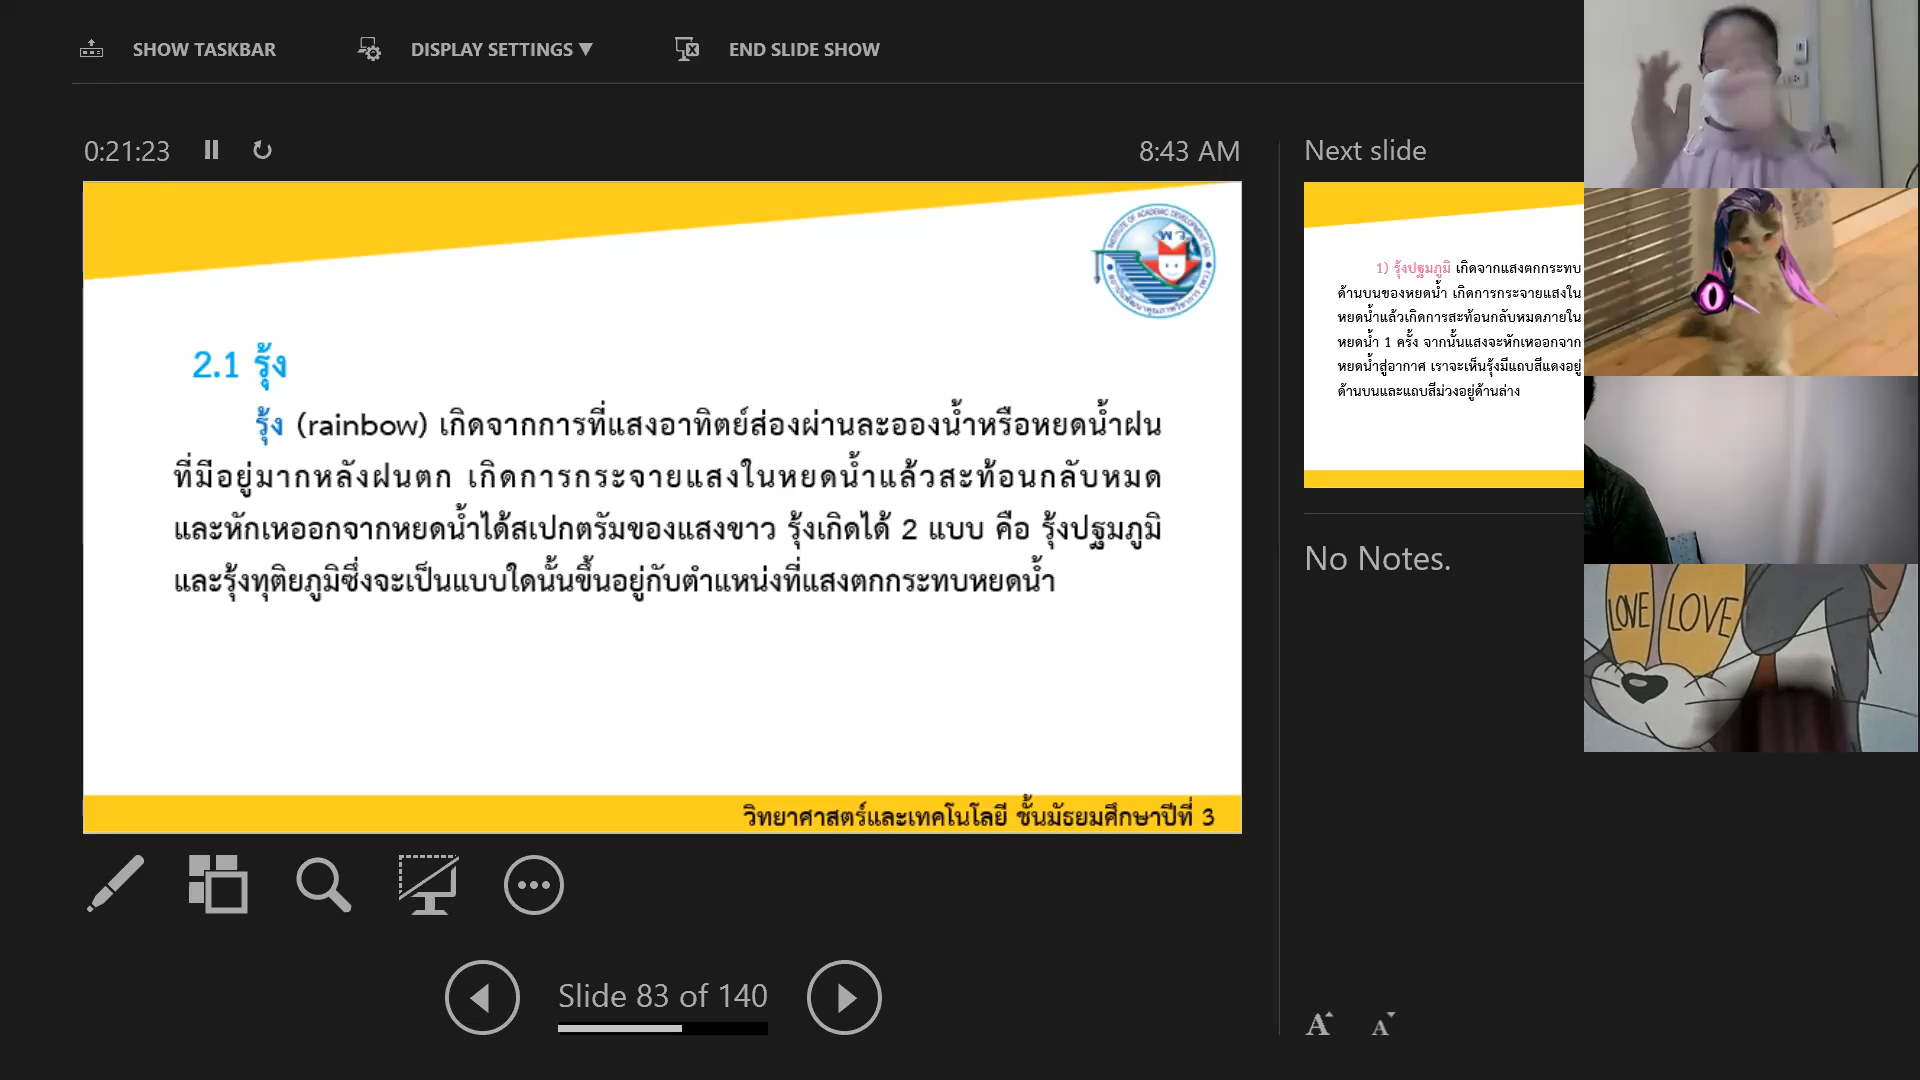 SHOW TASKBAR
DISPLAY SETTINGS ▼
END SLIDE SHOW
0:21:23
8:43 AM
Next slide
พว.
2.1 รุ้ง
รุ้ง (rainbow) เกิดจากการที่แสงอาทิตย์ส่องผ่านละอองน้ำหรือหยดน้ำฝน
ที่มีอยู่มากหลังฝนตก เกิดการกระจายแสงในหยดน้ำแล้วสะท้อนกลับหมด
และหักเหออกจากหยดน้ำได้สเปกตรัมของแสงขาว รุ้งเกิดได้ 2 แบบ คือ รุ้งปฐมภูมิ
และรุ้งทุติยภูมิซึ่งจะเป็นแบบใดนั้นขึ้นอยู่กับตำแหน่งที่แสงตกกระทบหยดน้ำ
วิทยาศาสตร์และเทคโนโลยี ชั้นมัธยมศึกษาปีที่ 3
1) รุ้งปฐมภูมิ เกิดจากแสงตกกระทบ
ด้านบนของหยดน้ำ เกิดการกระจายแสงใน
หยดน้ำแล้วเกิดการสะท้อนกลับหมดภายใน
หยดน้ำ 1 ครั้ง จากนั้นแสงจะหักเหออกจาก
หยดน้ำสู่อากาศ เราจะเห็นรุ้งมีแถบสีแดงอยู่
ด้านบนและแถบสีม่วงอยู่ด้านล่าง
No Notes.
LOVE LOVE
Slide 83 of 140
A A